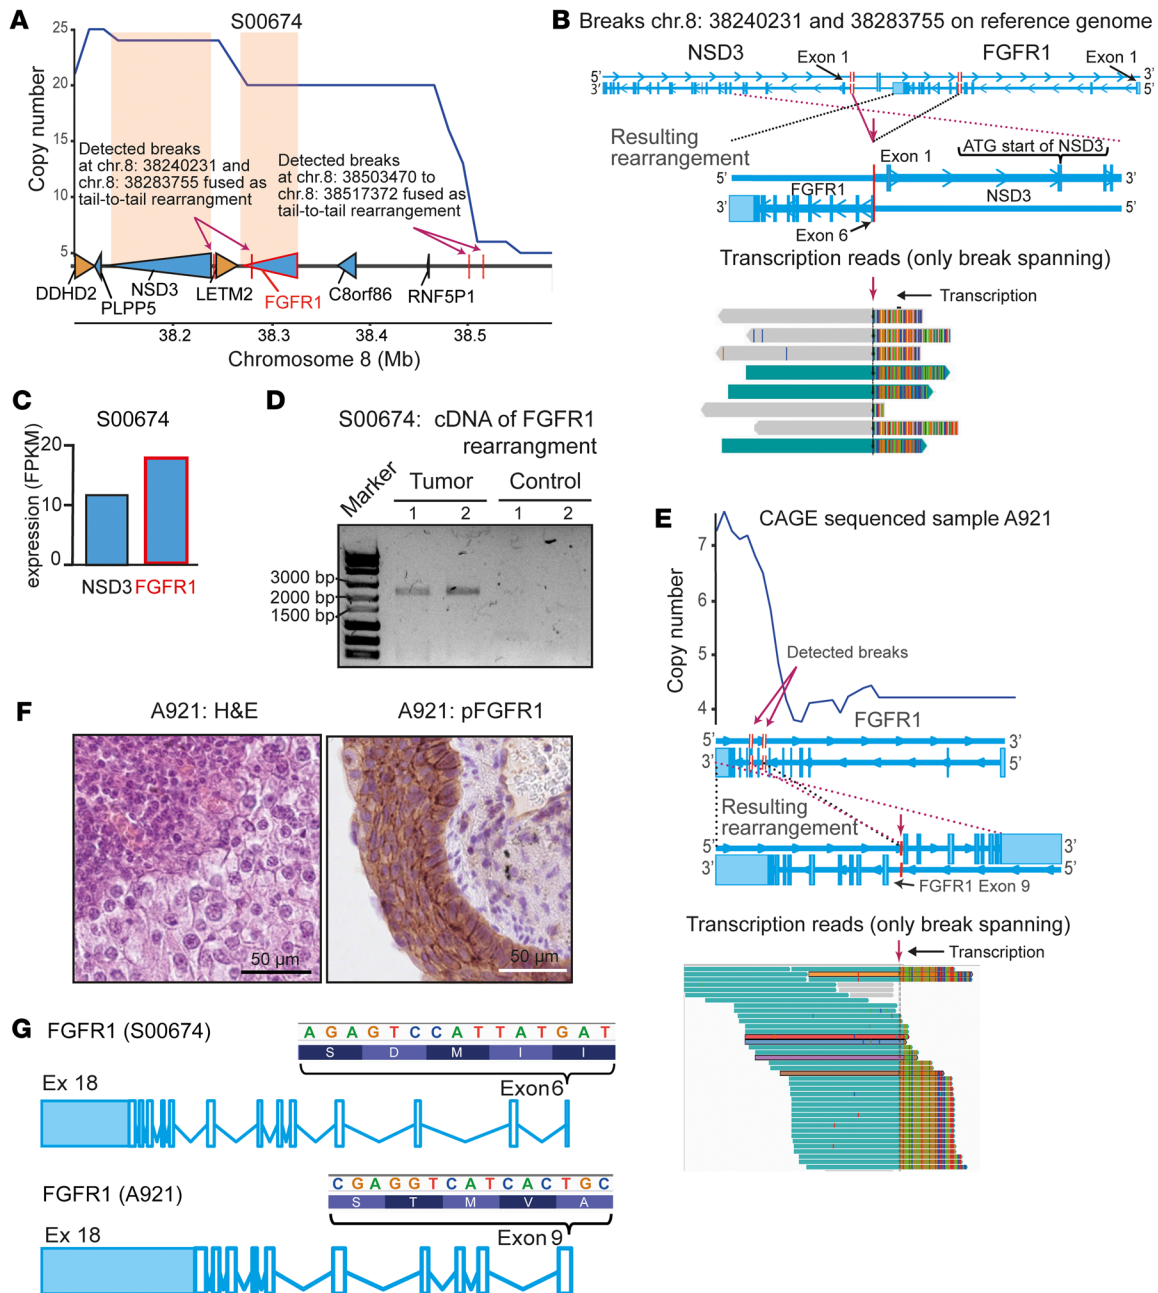 A
S00674
Copy number
25
20
15
10
5
Detected breaks
at chr.8: 38240231 and
chr.8: 38283755 fused as
tail-to-tail rearrangment
Detected breaks
at chr.8: 38503470 to
chr.8: 38517372 fused as
tail-to-tail rearrangement
DDHD2
PLPP5
NSD3
LETM2
FGFR1
C8orf86
RNF5P1
38.2
38.3
38.4
38.5
Chromosome 8 (Mb)
B
Breaks chr.8: 38240231 and 38283755 on reference genome
NSD3
Exon 1
FGFR1
Exon 1
5'
3'
3'
5'
Resulting
rearrangement
Exon 1
ATG start of NSD3
5'
3'
FGFR1
NSD3
3'
5'
Exon 6
Transcription reads (only break spanning)
Transcription
C
S00674
expression (FPKM)
20
10
0
NSD3
FGFR1
D
S00674: cDNA of FGFR1
rearrangment
Marker
Tumor
Control
1
2
1
2
3000 bp
2000 bp
1500 bp
E
CAGE sequenced sample A921
Copy number
7
6
5
4
Detected breaks
FGFR1
5'
3'
3'
5'
Resulting
rearrangement
5'
3'
3'
5'
FGFR1 Exon 9
Transcription reads (only break spanning)
Transcription
F
A921: H&E
A921: pFGFR1
50 µm
50 µm
G
FGFR1 (S00674)
A G A G T C C A T T A T G A T
S D M I I
Exon6
Ex 18
FGFR1 (A921)
C G A G G T C A T C A C T G C
S T M V A
Exon9
Ex 18